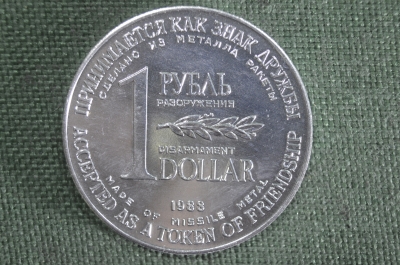 ПРИНИМАЕТСЯ КАК ЗНАК ДРУЖБЫ
СДЕЛАНО ИЗ МЕТАЛЛА РАКЕТЫ
1
РУБЛЬ
РАЗОРУЖЕНИЯ
DISARMAMENT
DOLLAR
1988
MADE OF MISSILE METAL
ACCEPTED AS A TOKEN OF FRIENDSHIP